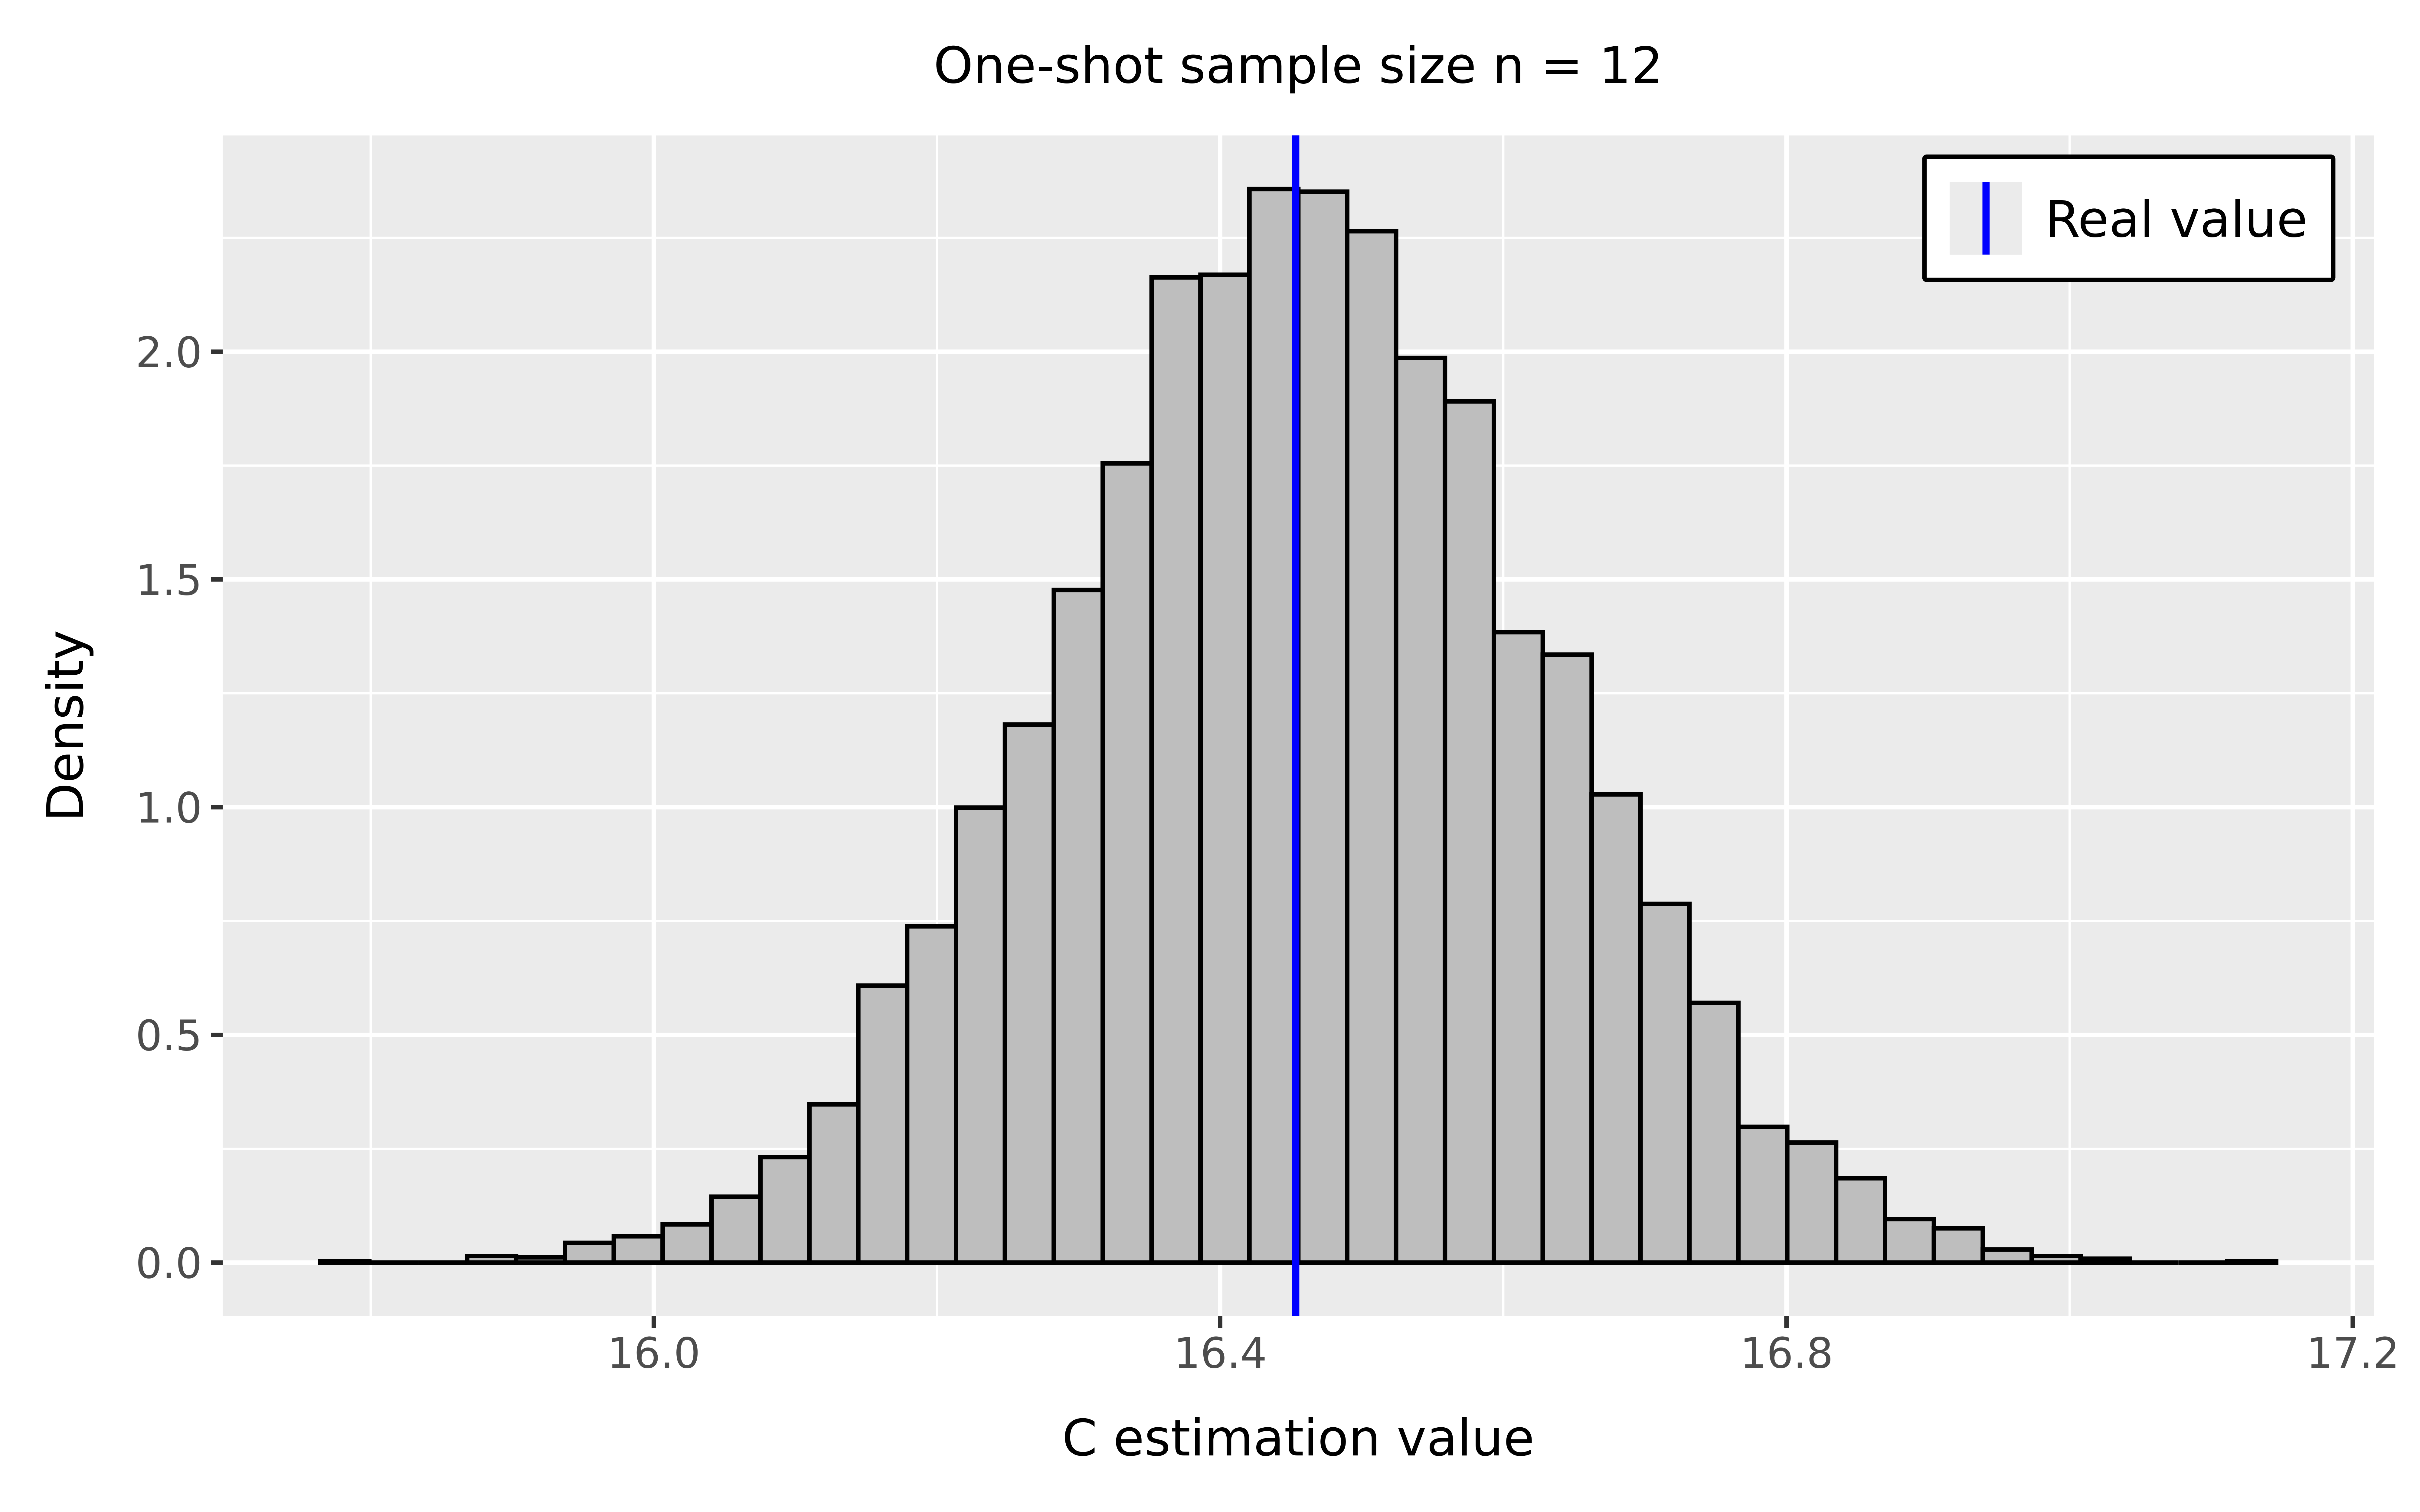 One-shot sample size n = 12
Real value
Density
2.0
1.5
1.0
0.5
0.0
16.0 16.4 16.8 17.2
C estimation value